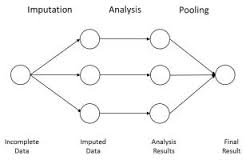 Imputation Analysis Pooling
Incomplete Imputed Analysis Final
Data Data Results Result